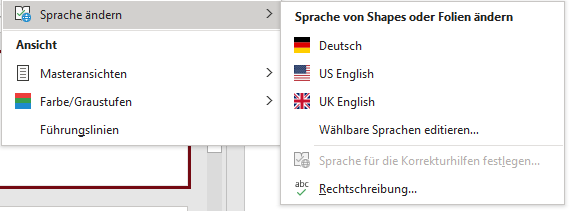 Sprache ändern
Ansicht
Masteransichten
Farbe/Graustufen
Führungslinien
Sprache von Shapes oder Folien ändern
Deutsch
US English
UK English
Wählbare Sprachen editieren...
Sprache für die Korrekturhilfen festlegen...
abc
Rechtschreibung...